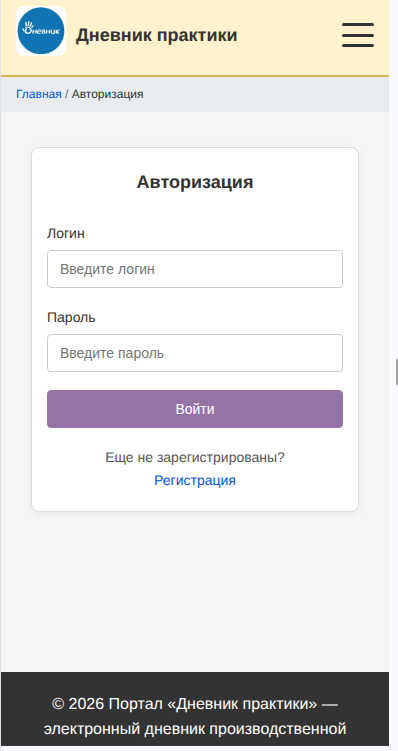 Дневник
Дневник практики
Главная / Авторизация
Авторизация
Логин
Введите логин
Пароль
Введите пароль
Войти
Еще не зарегистрированы?
Регистрация
© 2026 Портал «Дневник практики» —
электронный дневник производственной